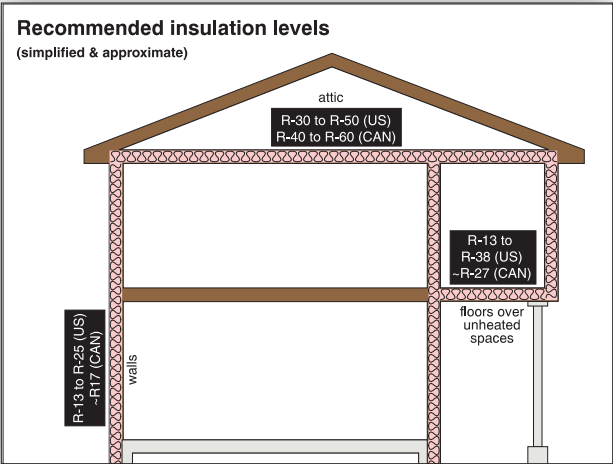 Recommended insulation levels
(simplified & approximate)
attic
R-30 to R-50 (US)
R-40 to R-60 (CAN)
R-13 to
R-38 (US)
~R-27 (CAN)
floors over
unheated
spaces
R-13 to R-25 (US)
~R17 (CAN)
walls